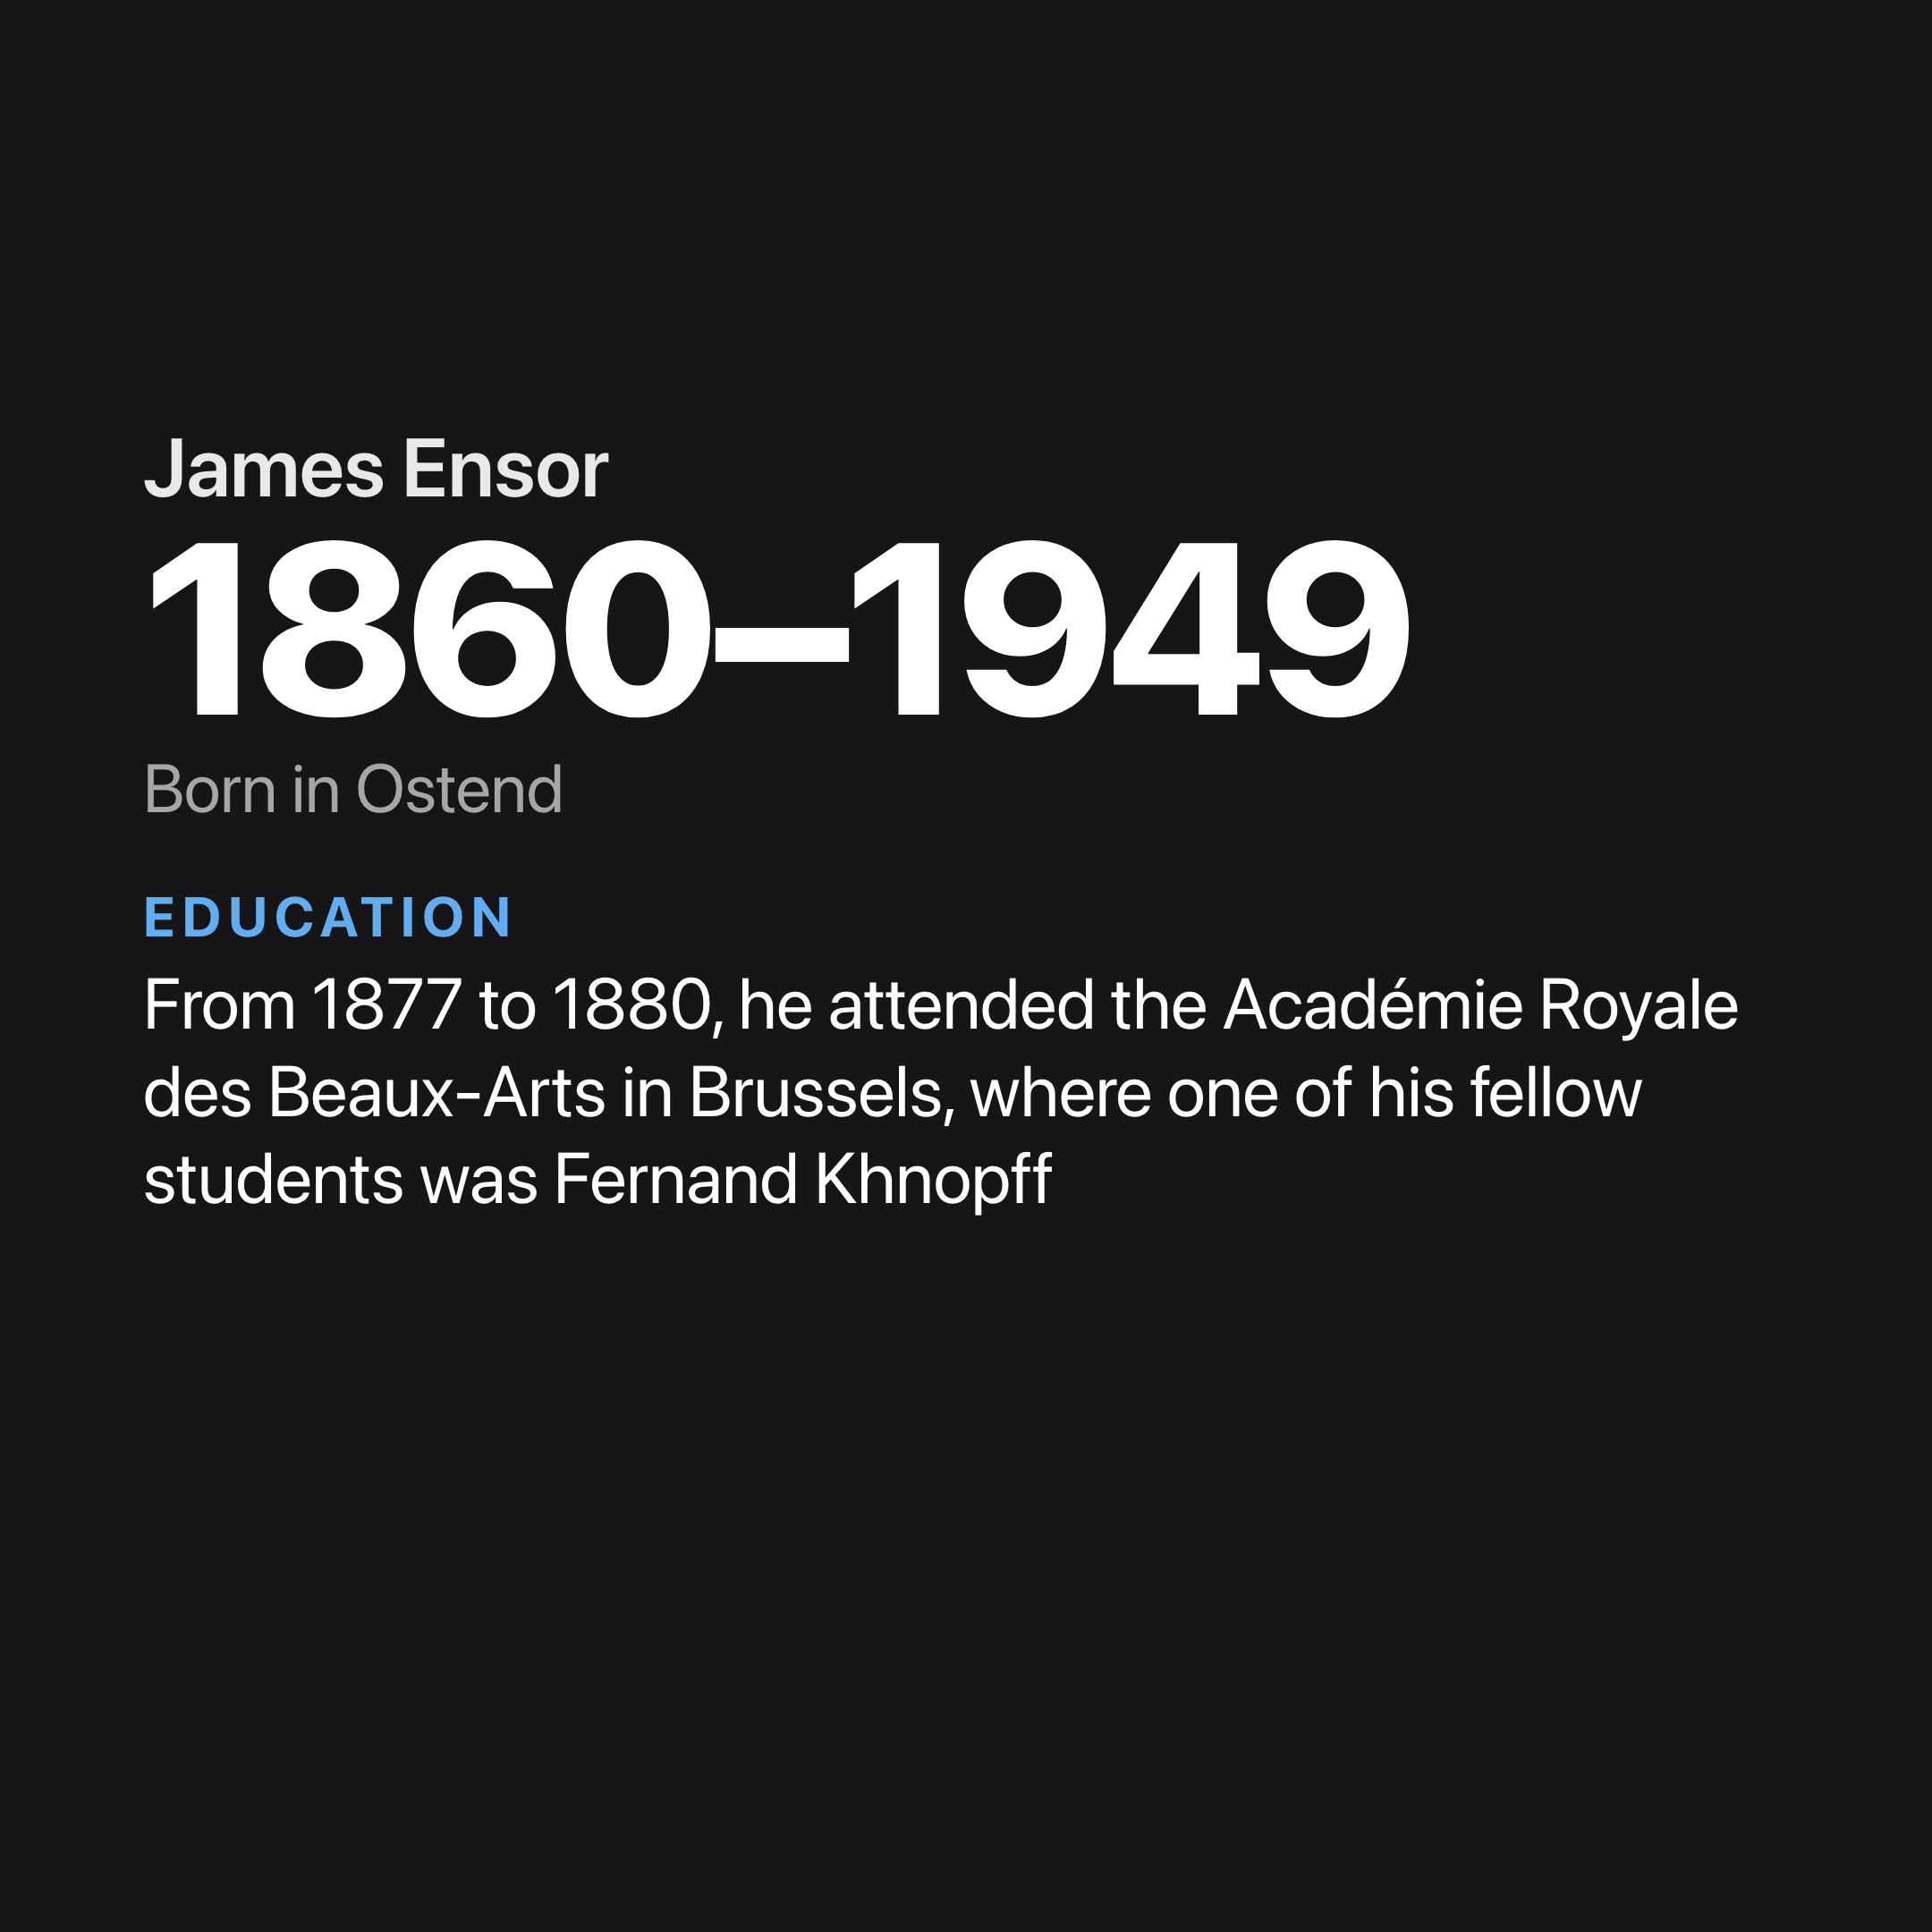 James Ensor
1860–1949
Born in Ostend
EDUCATION
From 1877 to 1880, he attended the Académie Royale
des Beaux-Arts in Brussels, where one of his fellow
students was Fernand Khnopff